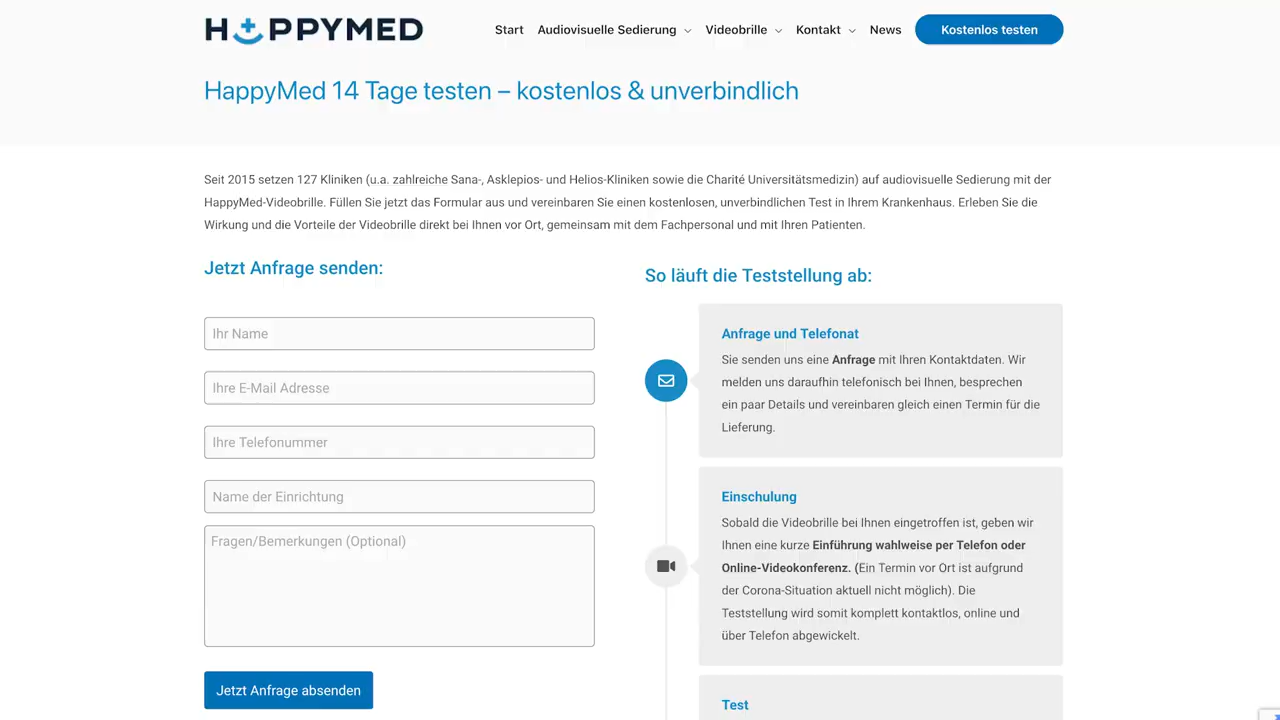 HAPPYMED
Start Audiovisuelle Sedierung Videobrille Kontakt News Kostenlos testen
HappyMed 14 Tage testen – kostenlos & unverbindlich
Seit 2015 setzen 127 Kliniken (u.a. zahlreiche Sana-, Asklepios- und Helios-Kliniken sowie die Charité Universitätsmedizin) auf audiovisuelle Sedierung mit der
HappyMed-Videobrille. Füllen Sie jetzt das Formular aus und vereinbaren Sie einen kostenlosen, unverbindlichen Test in Ihrem Krankenhaus. Erleben Sie die
Wirkung und die Vorteile der Videobrille direkt bei Ihnen vor Ort, gemeinsam mit dem Fachpersonal und mit Ihren Patienten.
Jetzt Anfrage senden:
Ihr Name
Ihre E-Mail Adresse
Ihre Telefonummer
Name der Einrichtung
Fragen/Bemerkungen (Optional)
Jetzt Anfrage absenden
So läuft die Teststellung ab:
Anfrage und Telefonat
Sie senden uns eine Anfrage mit Ihren Kontaktdaten. Wir
melden uns daraufhin telefonisch bei Ihnen, besprechen
ein paar Details und vereinbaren gleich einen Termin für die
Lieferung.
Einschulung
Sobald die Videobrille bei Ihnen eingetroffen ist, geben wir
Ihnen eine kurze Einführung wahlweise per Telefon oder
Online-Videokonferenz. (Ein Termin vor Ort ist aufgrund
der Corona-Situation aktuell nicht möglich). Die
Teststellung wird somit komplett kontaktlos, online und
über Telefon abgewickelt.
Test